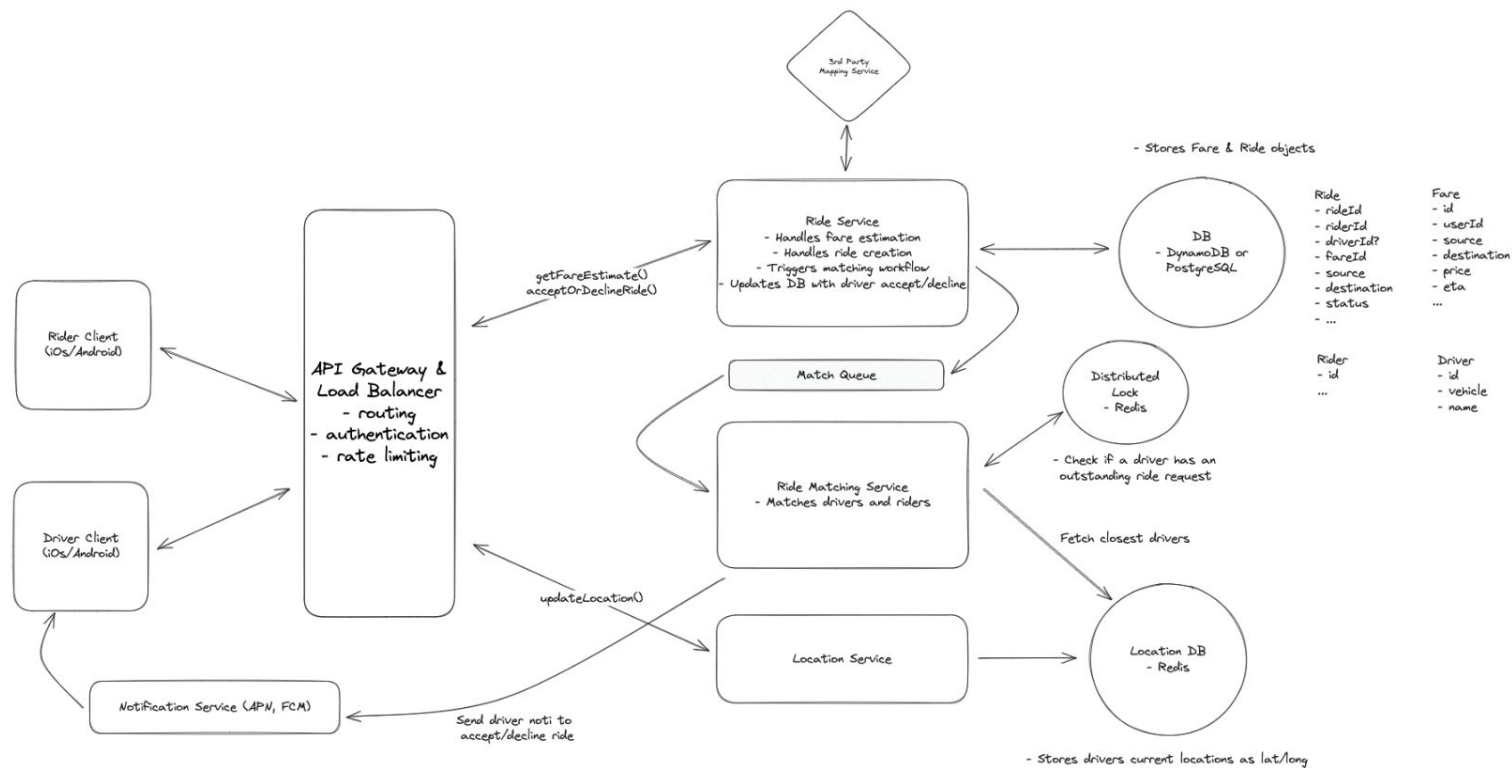 3rd Party
Mapping Service
- Stores Fare & Ride objects
Ride Service
- Handles fare estimation
- Handles ride creation
- Triggers matching workflow
- Updates DB with driver accept/decline
DB
- DynamoDB or
PostgreSQL
Ride
- rideId
- riderId
- driverId?
- fareId
- source
- destination
- status
- ...
Fare
- id
- userId
- source
- destination
- price
- eta
...
getFareEstimate()
acceptOrDeclineRide()
Rider Client
(iOs/Android)
API Gateway &
Load Balancer
- routing
- authentication
- rate limiting
Match Queue
Distributed
Lock
- Redis
Rider
- id
...
Driver
- id
- vehicle
- name
- Check if a driver has an
outstanding ride request
Ride Matching Service
- Matches drivers and riders
Driver Client
(iOs/Android)
Fetch closest drivers
updateLocation()
Location Service
Location DB
- Redis
Notification Service (APN, FCM)
Send driver noti to
accept/decline ride
- Stores drivers current locations as lat/long